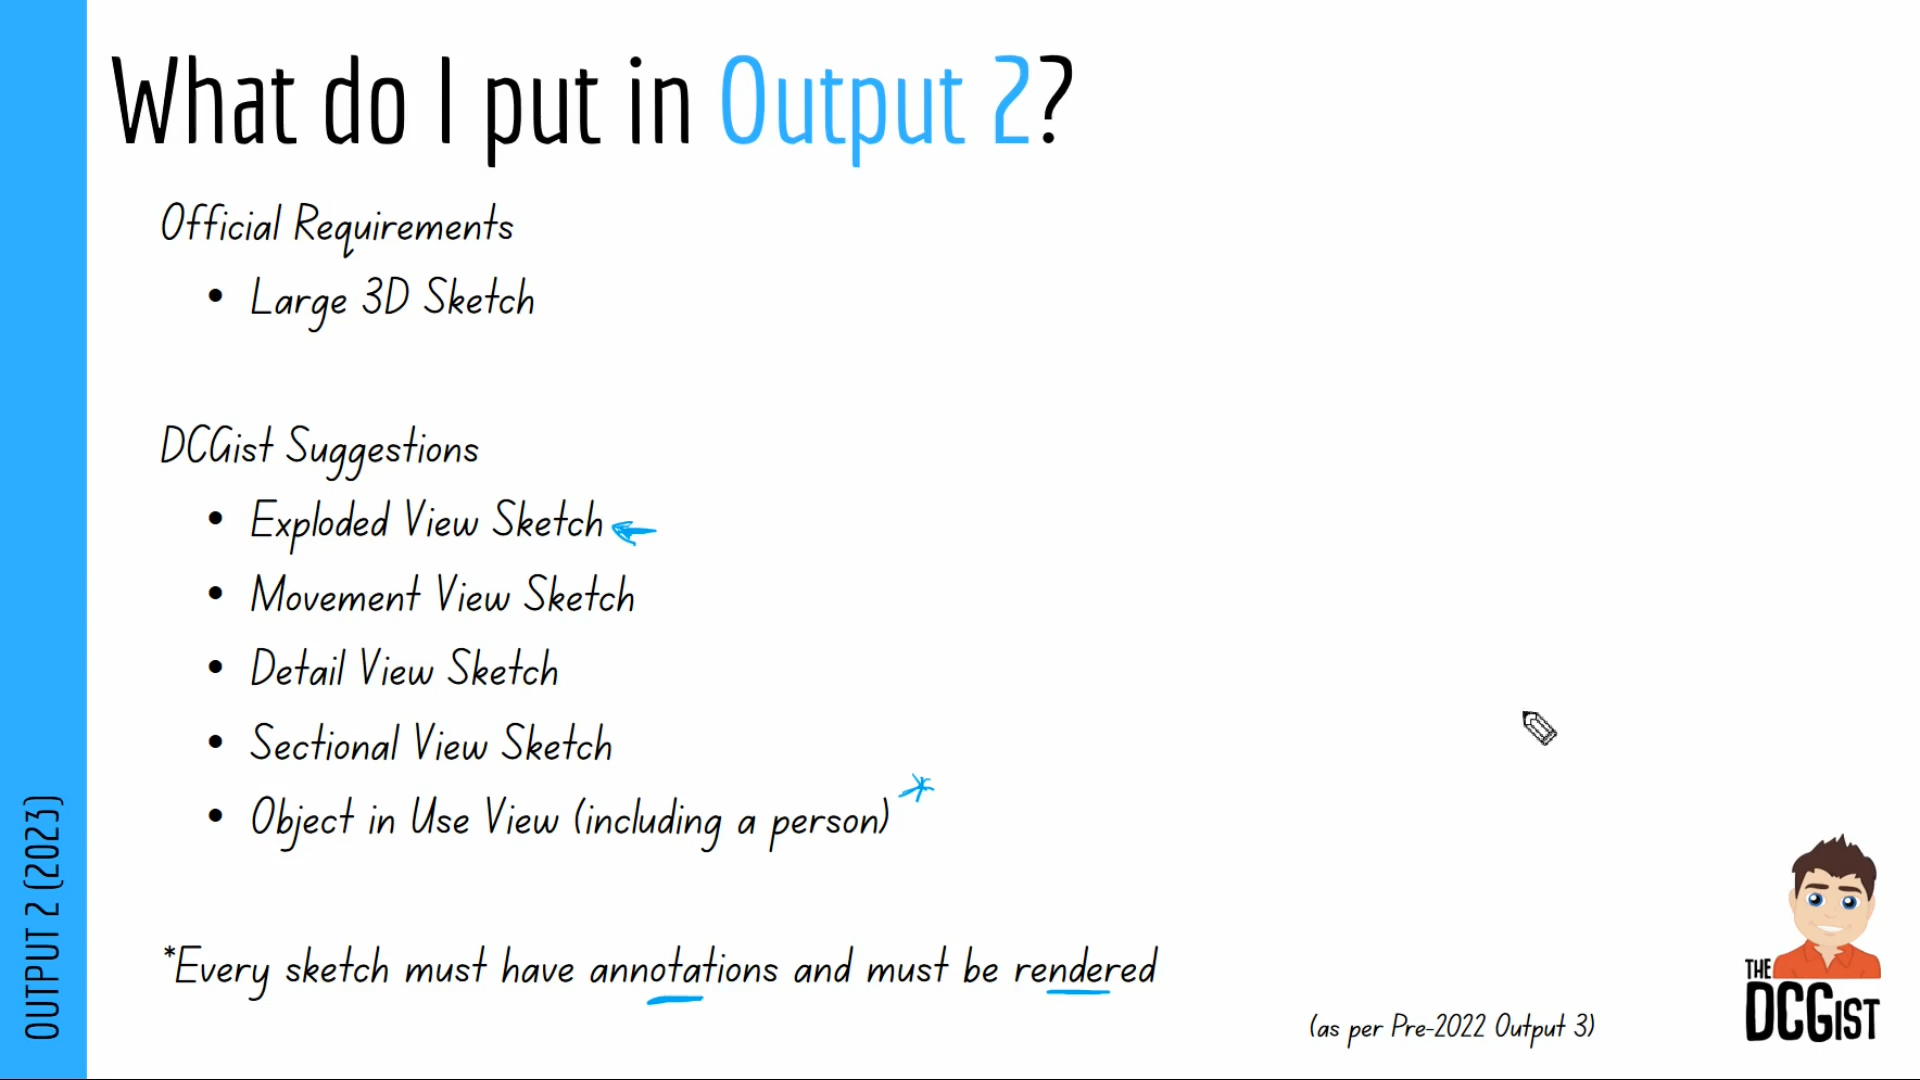 What do I put in Output 2?
Official Requirements
• Large 3D Sketch
DCGist Suggestions
• Exploded View Sketch
• Movement View Sketch
• Detail View Sketch
• Sectional View Sketch
• Object in Use View (including a person)*
*Every sketch must have annotations and must be rendered
(as per Pre-2022 Output 3)
OUTPUT 2 (2023)
THE
DCGIST